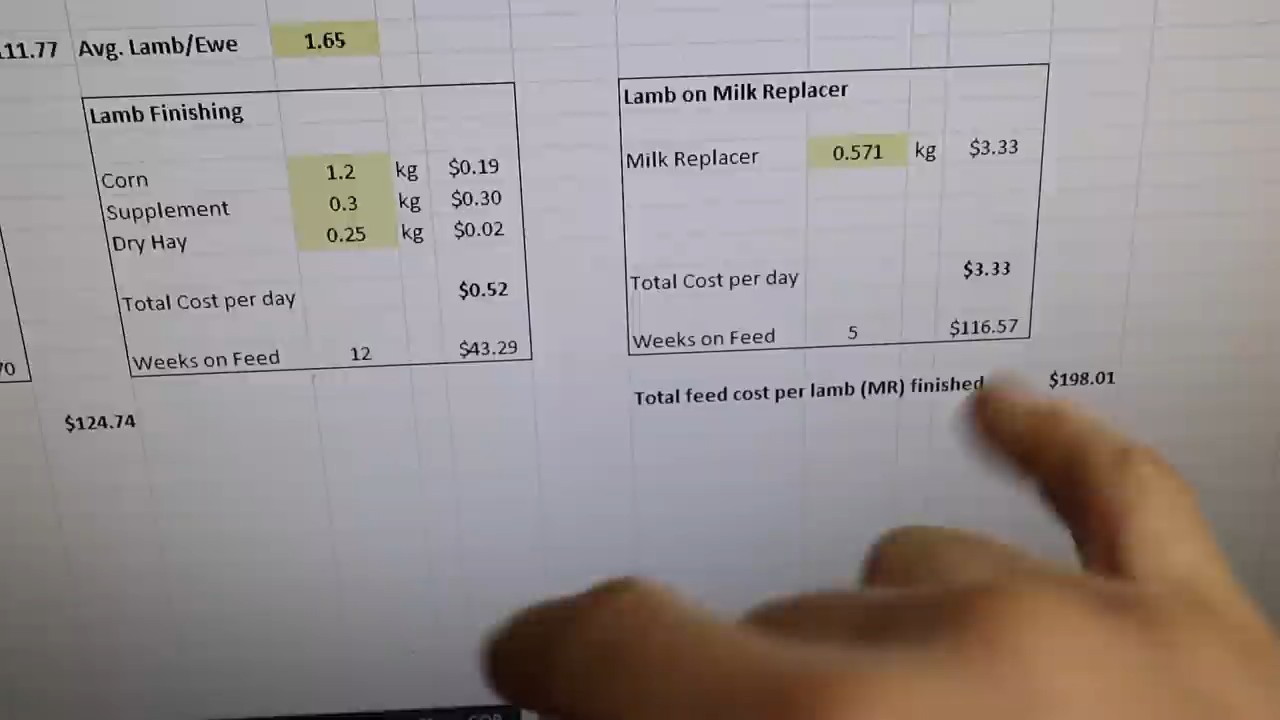 11.77 Avg. Lamb/Ewe 1.65
Lamb Finishing
Corn 1.2 kg $0.19
Supplement 0.3 kg $0.30
Dry Hay 0.25 kg $0.02
Total Cost per day $0.52
Weeks on Feed 12 $43.29
70
$124.74
Lamb on Milk Replacer
Milk Replacer 0.571 kg $3.33
Total Cost per day $3.33
Weeks on Feed 5 $116.57
Total feed cost per lamb (MR) finished $198.01